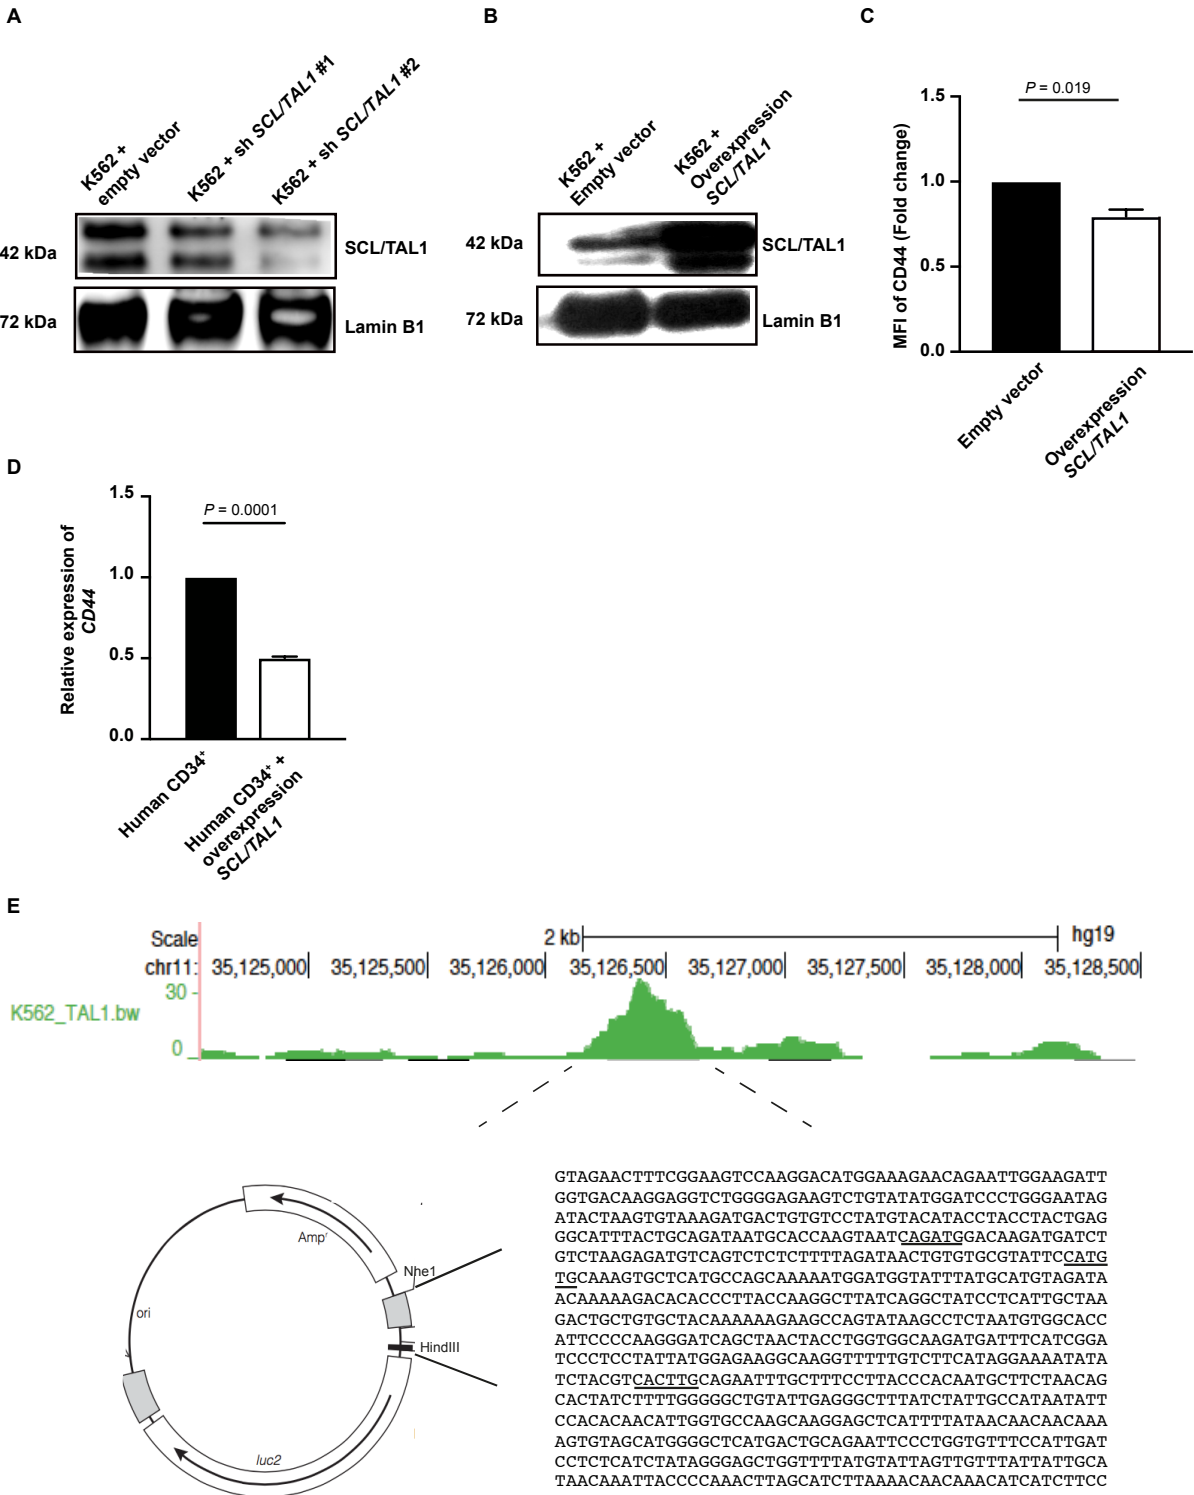 A
K562 +
empty vector
K562 + sh SCL/TAL1 #1
K562 + sh SCL/TAL1 #2
42 kDa
SCL/TAL1
72 kDa
Lamin B1
B
K562 +
Empty vector
K562 +
Overexpression
SCL/TAL1
42 kDa
SCL/TAL1
72 kDa
Lamin B1
C
MFI of CD44 (Fold change)
1.5
1.0
0.5
0.0
P = 0.019
Empty vector
Overexpression
SCL/TAL1
D
Relative expression of
CD44
1.5
1.0
0.5
0.0
P = 0.0001
Human CD34+
Human CD34+ +
overexpression
SCL/TAL1
E
Scale 2 kb hg19
chr11: 35,125,000 35,125,500 35,126,000 35,126,500 35,127,000 35,127,500 35,128,000 35,128,500
30
K562_TAL1.bw
0
Ampr
Nhe1
ori
HindIII
luc2
GTAGAACTTTCGGAAGTCCAAGGACATGGAAAGAACAGAATTGGAAGATT
GGTGACAAGGAGGTCTGGGGAGAAGTCTGTATATGGATCCCTGGGAATAG
ATACTAAGTGTAAAGATGACTGTGTCCTATGTACATACCTACCTACTGAG
GGCATTTACTGCAGATAATGCACCAAGTAATCAGATGGACAAGATGATCT
GTCTAAGAGATGTCAGTCTCTCTTTTAGATAACTGTGTGCGTATTCCATG
TGCAAAGTGCTCATGCCAGCAAAAATGGATGGTATTTATGCATGTAGATA
ACAAAAAGACACACCCTTACCAAGGCTTATCAGGCTATCCTCATTGCTAA
GACTGCTGTGCTACAAAAAAGAAGCCAGTATAAGCCTCTAATGTGGCACC
ATTCCCCAAGGGATCAGCTAACTACCTGGTGGCAAGATGATTTCATCGGA
TCCCTCCTATTATGGAGAAGGCAAGGTTTTTGTCTTCATAGGAAAATATA
TCTACGTCACTTGCAGAATTTGCTTTCCTTACCCACAATGCTTCTAACAG
CACTATCTTTTGGGGGCTGTATTGAGGGCTTTATCTATTGCCATAATATT
CCACACAACATTGGTGCCAAGCAAGGAGCTCATTTTATAACAACAACAAA
AGTGTAGCATGGGGCTCATGACTGCAGAATTCCCTGGTGTTTCCATTGAT
CCTCTCATCTATAGGGAGCTGGTTTTATGTATTAGTTGTTTATTATTGCA
TAACAAATTACCCCAAACTTAGCATCTTAAAACAACAAACATCATCTTCC